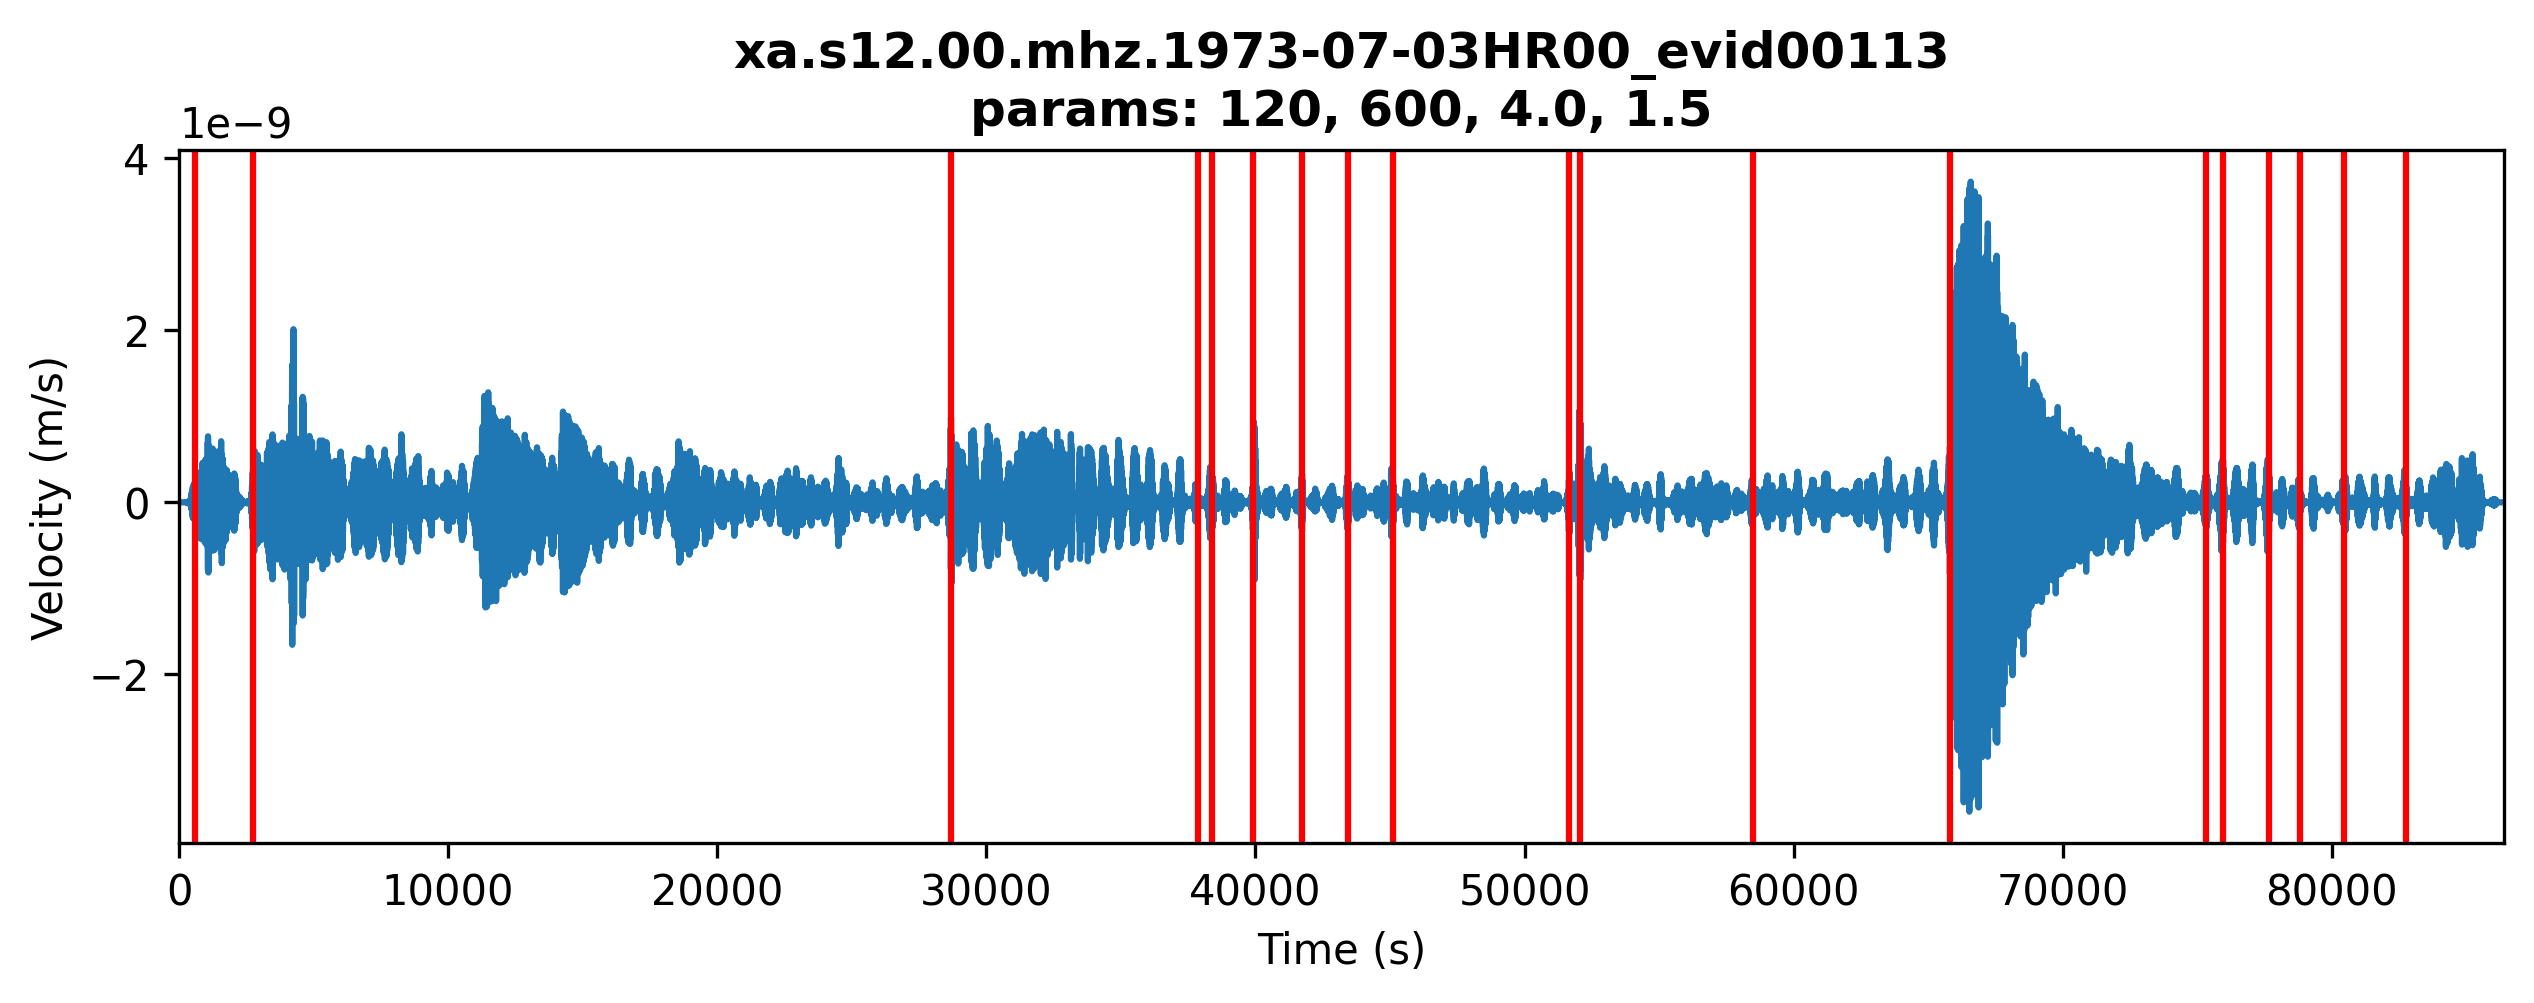 xa.s12.00.mhz.1973-07-03HR00_evid00113
params: 120, 600, 4.0, 1.5
1e−9
4
2
0
−2
Velocity (m/s)
0 10000 20000 30000 40000 50000 60000 70000 80000
Time (s)